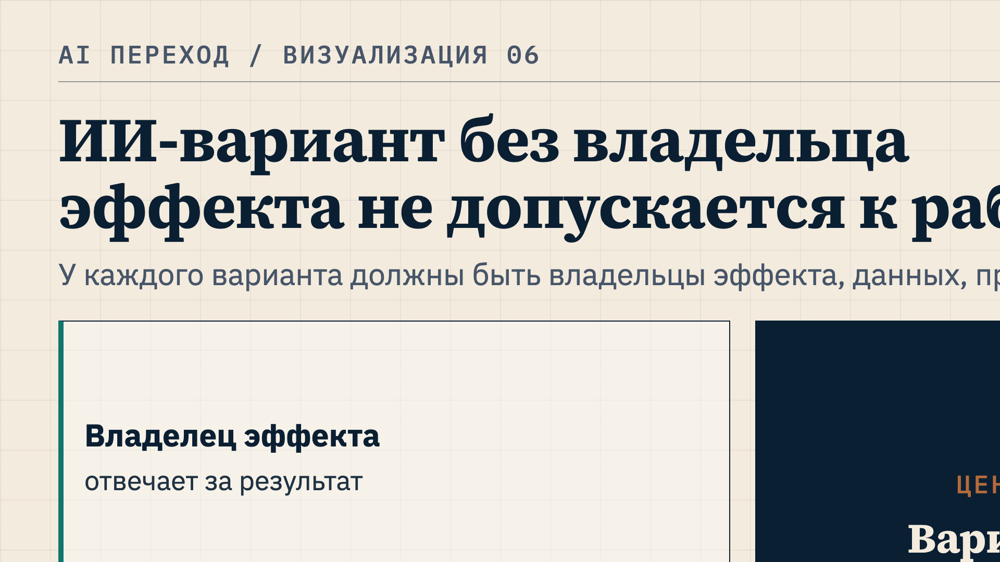 AI ПЕРЕХОД / ВИЗУАЛИЗАЦИЯ 06
ИИ-вариант без владельца
эффекта не допускается к
У каждого варианта должны быть владельцы эффекта, данных,
Владелец эффекта
отвечает за результат